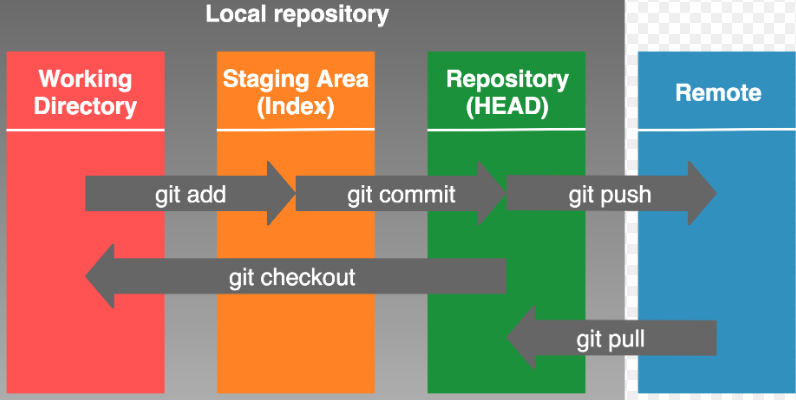 Local repository
Working
Directory
Staging Area
(Index)
Repository
(HEAD)
Remote
git add
git commit
git push
git checkout
git pull